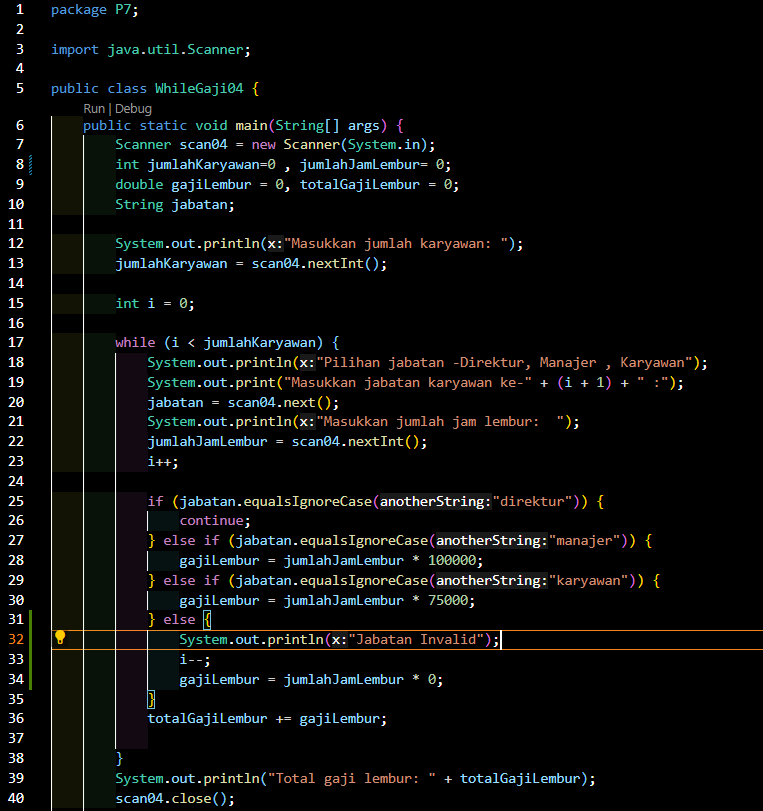 1 package P7;
2
3 import java.util.Scanner;
4
5 public class WhileGaji04 {
Run | Debug
6 public static void main(String[] args) {
7 Scanner scan04 = new Scanner(System.in);
8 int jumlahKaryawan=0 , jumlahJamLembur= 0;
9 double gajiLembur = 0, totalGajiLembur = 0;
10 String jabatan;
11
12 System.out.println(x:"Masukkan jumlah karyawan: ");
13 jumlahKaryawan = scan04.nextInt();
14
15 int i = 0;
16
17 while (i < jumlahKaryawan) {
18 System.out.println(x:"Pilihan jabatan -Direktur, Manajer , Karyawan");
19 System.out.print("Masukkan jabatan karyawan ke-" + (i + 1) + " :");
20 jabatan = scan04.next();
21 System.out.println(x:"Masukkan jumlah jam lembur:  ");
22 jumlahJamLembur = scan04.nextInt();
23 i++;
24
25 if (jabatan.equalsIgnoreCase(anotherString:"direktur")) {
26 continue;
27 } else if (jabatan.equalsIgnoreCase(anotherString:"manajer")) {
28 gajiLembur = jumlahJamLembur * 100000;
29 } else if (jabatan.equalsIgnoreCase(anotherString:"karyawan")) {
30 gajiLembur = jumlahJamLembur * 75000;
31 } else {
32 System.out.println(x:"Jabatan Invalid");
33 i--;
34 gajiLembur = jumlahJamLembur * 0;
35 }
36 totalGajiLembur += gajiLembur;
37
38 }
39 System.out.println("Total gaji lembur: " + totalGajiLembur);
40 scan04.close();